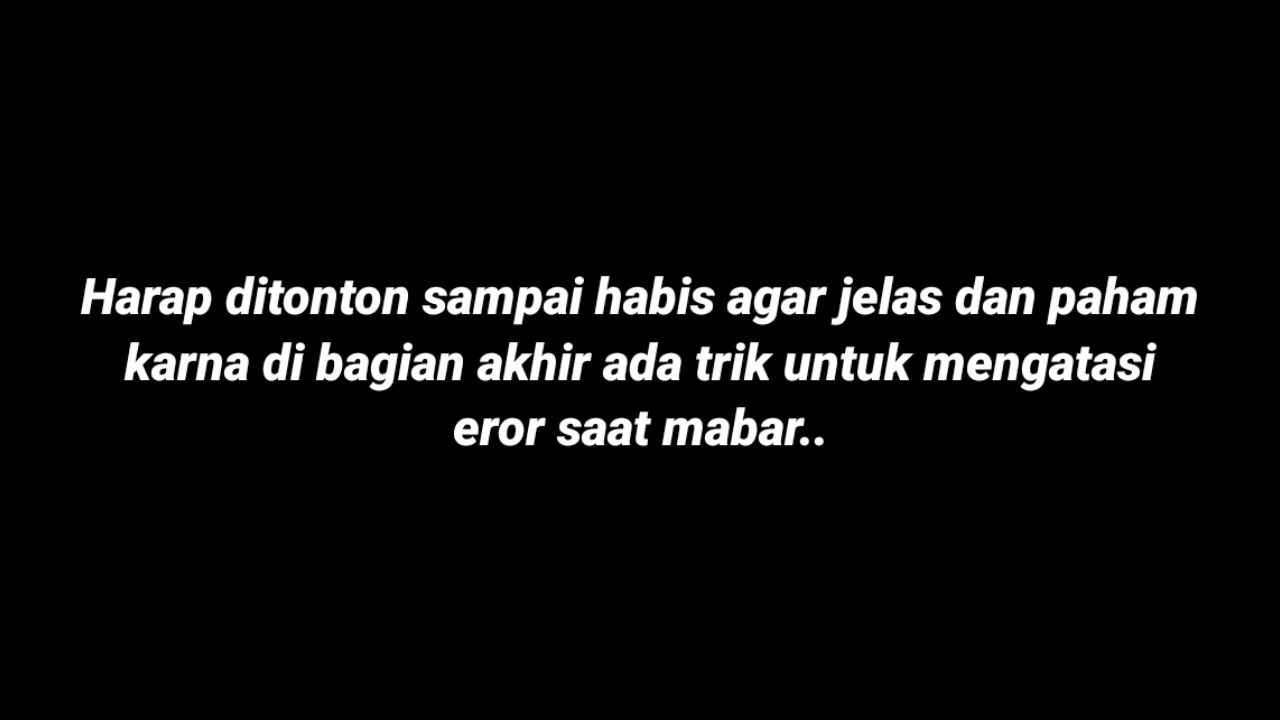 Harap ditonton sampai habis agar jelas dan paham
karna di bagian akhir ada trik untuk mengatasi
eror saat mabar..